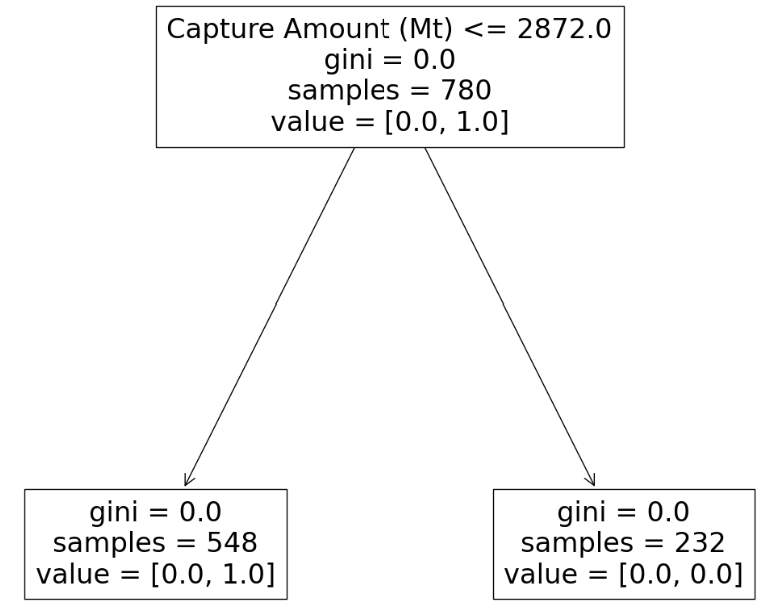 Capture Amount (Mt) <= 2872.0
gini = 0.0
samples = 780
value = [0.0, 1.0]
gini = 0.0
samples = 548
value = [0.0, 1.0]
gini = 0.0
samples = 232
value = [0.0, 0.0]